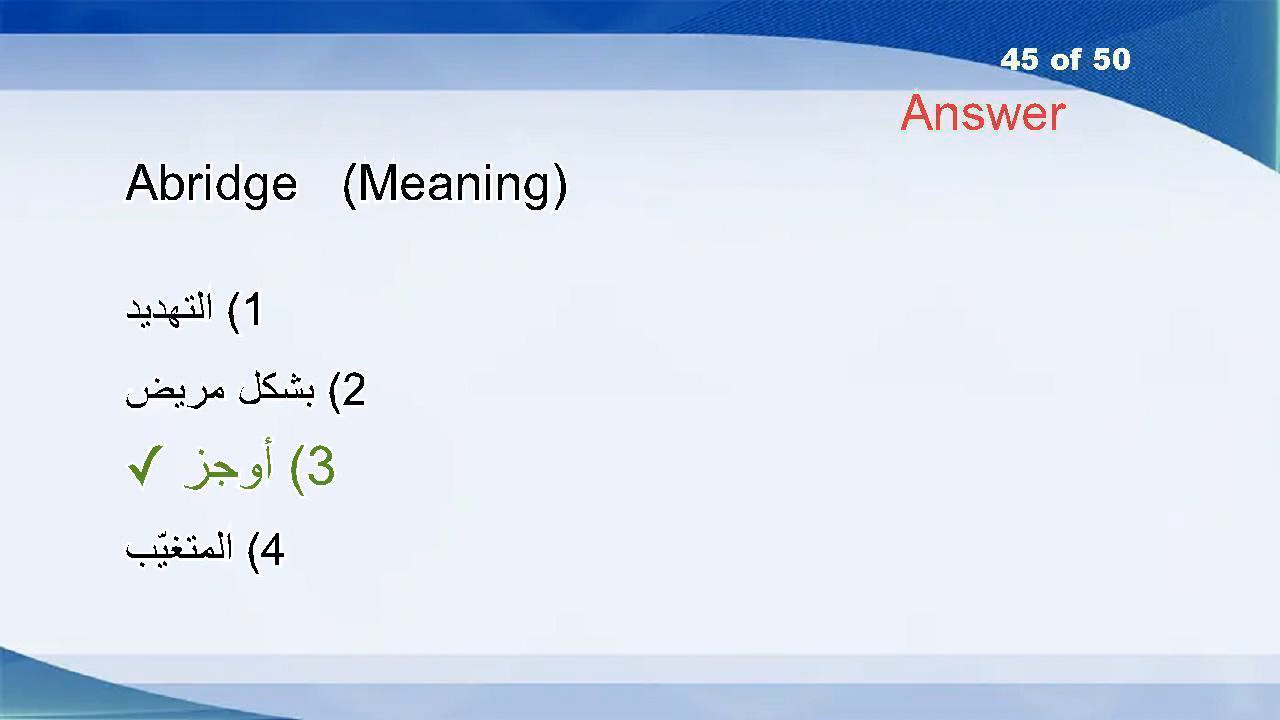 45 of 50
Answer
Abridge (Meaning)
1) التهديد
2) بشكل مريض
3) أوجز ✓
4) المتغيّب